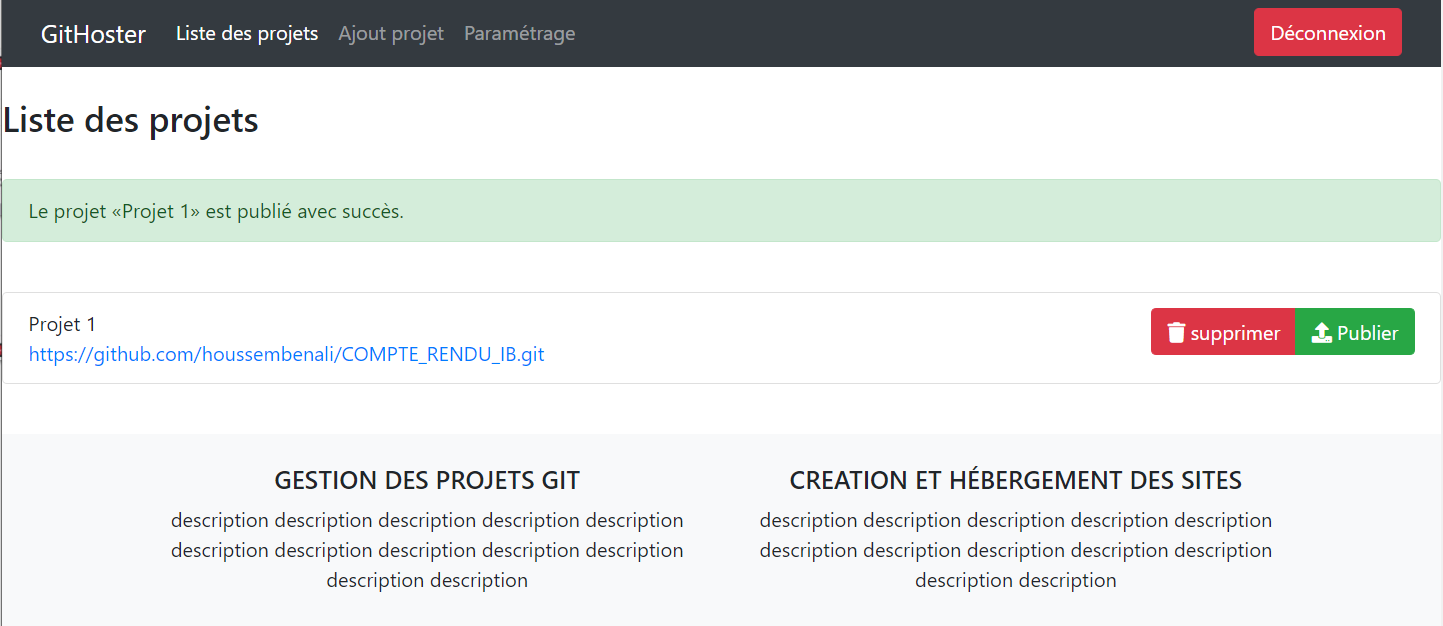 GitHoster Liste des projets Ajout projet Paramétrage Déconnexion
Liste des projets
Le projet «Projet 1» est publié avec succès.
Projet 1
https://github.com/houssembenali/COMPTE_RENDU_IB.git
supprimer Publier
GESTION DES PROJETS GIT
description description description description description
description description description description description
description description
CREATION ET HÉBERGEMENT DES SITES
description description description description description
description description description description description
description description